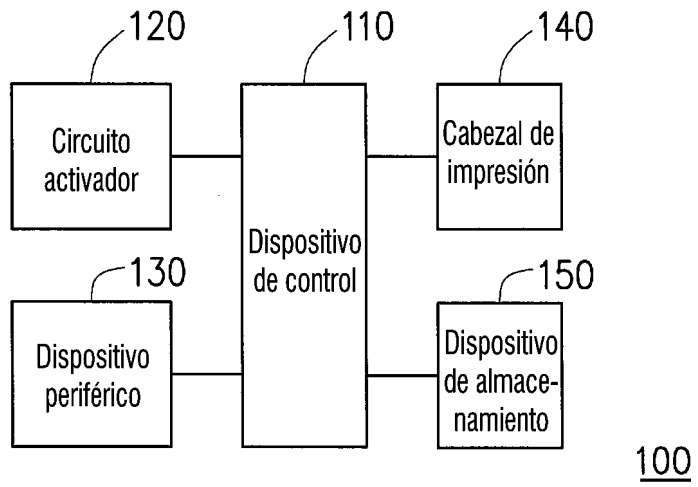 120
110
140
Circuito
activador
Cabezal de
impresión
Dispositivo
de control
130
150
Dispositivo
periférico
Dispositivo
de almace-
namiento
100